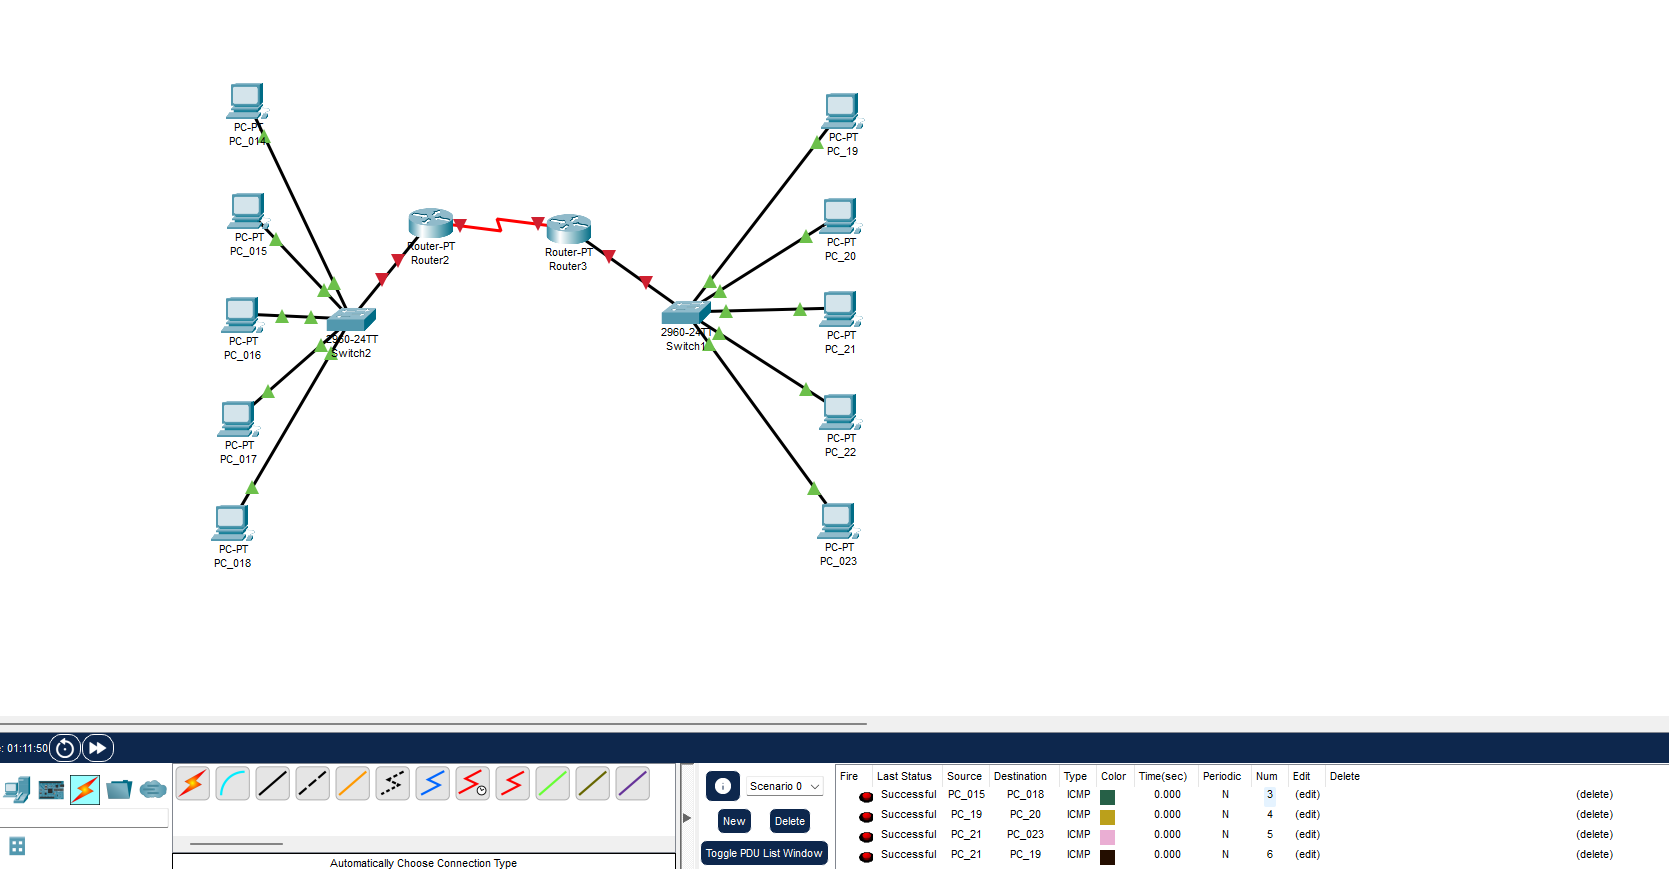 PC-PT
PC_014
PC-PT
PC_015
PC-PT
PC_016
PC-PT
PC_017
PC-PT
PC_018
Router-PT
Router2
Router-PT
Router3
2960-24TT
Switch2
2960-24TT
Switch1
PC-PT
PC_19
PC-PT
PC_20
PC-PT
PC_21
PC-PT
PC_22
PC-PT
PC_023
: 01:11:50
Automatically Choose Connection Type
Scenario 0
New Delete
Toggle PDU List Window
Fire Last Status Source Destination Type Color Time(sec) Periodic Num Edit Delete
Successful PC_015 PC_018 ICMP 0.000 N 3 (edit) (delete)
Successful PC_19 PC_20 ICMP 0.000 N 4 (edit) (delete)
Successful PC_21 PC_023 ICMP 0.000 N 5 (edit) (delete)
Successful PC_21 PC_19 ICMP 0.000 N 6 (edit) (delete)